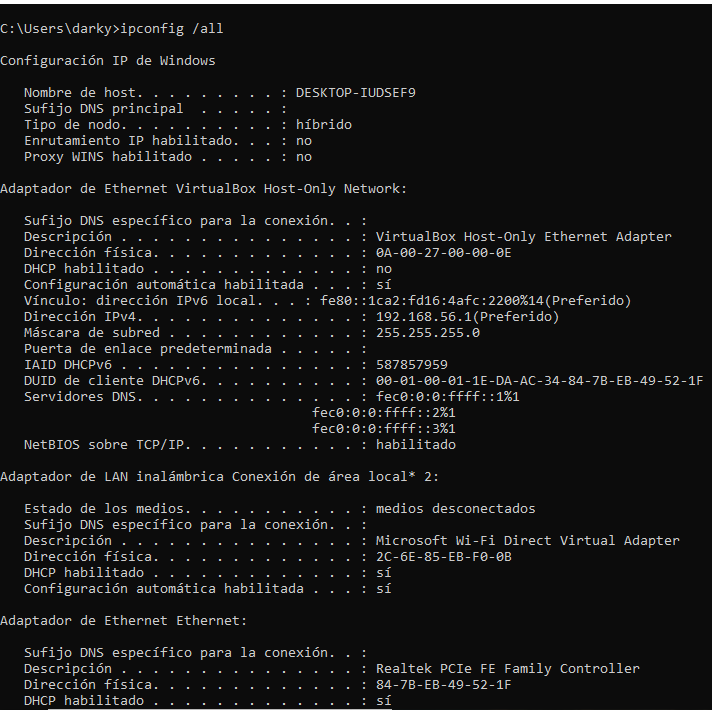 C:\Users\darky>ipconfig /all
Configuración IP de Windows
Nombre de host. . . . . . . . . : DESKTOP-IUDSEF9
Sufijo DNS principal  . . . . . :
Tipo de nodo. . . . . . . . . . : híbrido
Enrutamiento IP habilitado. . . : no
Proxy WINS habilitado . . . . . : no
Adaptador de Ethernet VirtualBox Host-Only Network:
Sufijo DNS específico para la conexión. . :
Descripción . . . . . . . . . . . . . . . : VirtualBox Host-Only Ethernet Adapter
Dirección física. . . . . . . . . . . . . : 0A-00-27-00-00-0E
DHCP habilitado . . . . . . . . . . . . . : no
Configuración automática habilitada . . . : sí
Vínculo: dirección IPv6 local. . . : fe80::1ca2:fd16:4afc:2200%14(Preferido)
Dirección IPv4. . . . . . . . . . . . . . : 192.168.56.1(Preferido)
Máscara de subred . . . . . . . . . . . . : 255.255.255.0
Puerta de enlace predeterminada . . . . . :
IAID DHCPv6 . . . . . . . . . . . . . . . : 587857959
DUID de cliente DHCPv6. . . . . . . . . . : 00-01-00-01-1E-DA-AC-34-84-7B-EB-49-52-1F
Servidores DNS. . . . . . . . . . . . . . : fec0:0:0:ffff::1%1
fec0:0:0:ffff::2%1
fec0:0:0:ffff::3%1
NetBIOS sobre TCP/IP. . . . . . . . . . . : habilitado
Adaptador de LAN inalámbrica Conexión de área local* 2:
Estado de los medios. . . . . . . . . . . : medios desconectados
Sufijo DNS específico para la conexión. . :
Descripción . . . . . . . . . . . . . . . : Microsoft Wi-Fi Direct Virtual Adapter
Dirección física. . . . . . . . . . . . . : 2C-6E-85-EB-F0-0B
DHCP habilitado . . . . . . . . . . . . . : sí
Configuración automática habilitada . . . : sí
Adaptador de Ethernet Ethernet:
Sufijo DNS específico para la conexión. . :
Descripción . . . . . . . . . . . . . . . : Realtek PCIe FE Family Controller
Dirección física. . . . . . . . . . . . . : 84-7B-EB-49-52-1F
DHCP habilitado . . . . . . . . . . . . . : sí